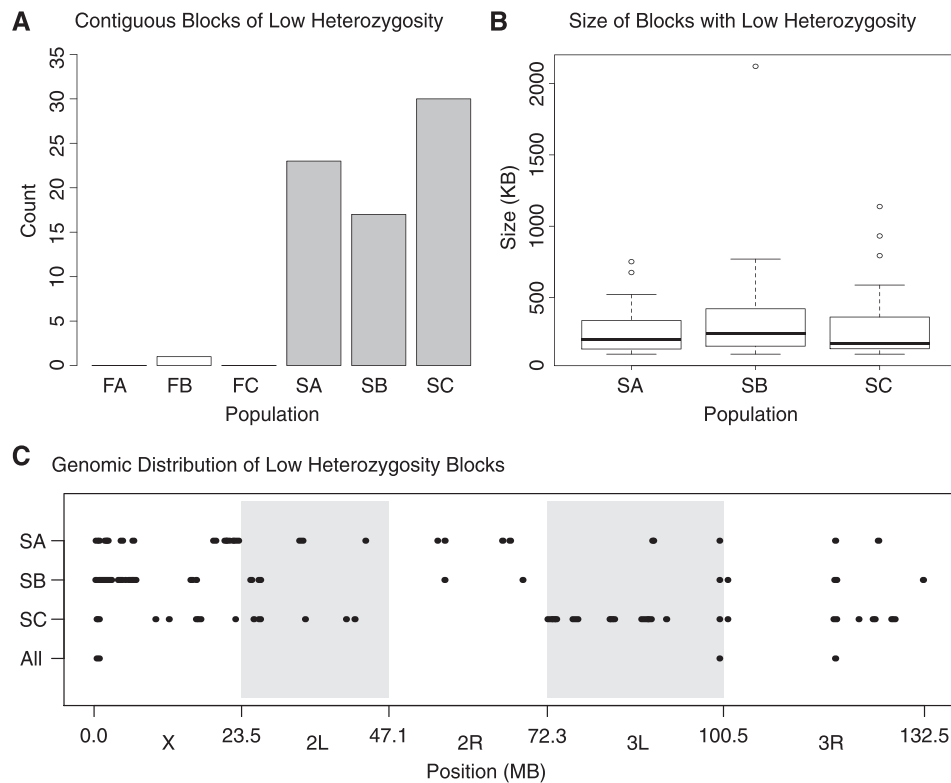 A Contiguous Blocks of Low Heterozygosity
35
30
25
20
15
10
5
0
Count
FA FB FC SA SB SC
Population
B Size of Blocks with Low Heterozygosity
2000
1500
1000
500
0
Size (KB)
SA SB SC
Population
C Genomic Distribution of Low Heterozygosity Blocks
SA
SB
SC
All
0.0 X 23.5 2L 47.1 2R 72.3 3L 100.5 3R 132.5
Position (MB)